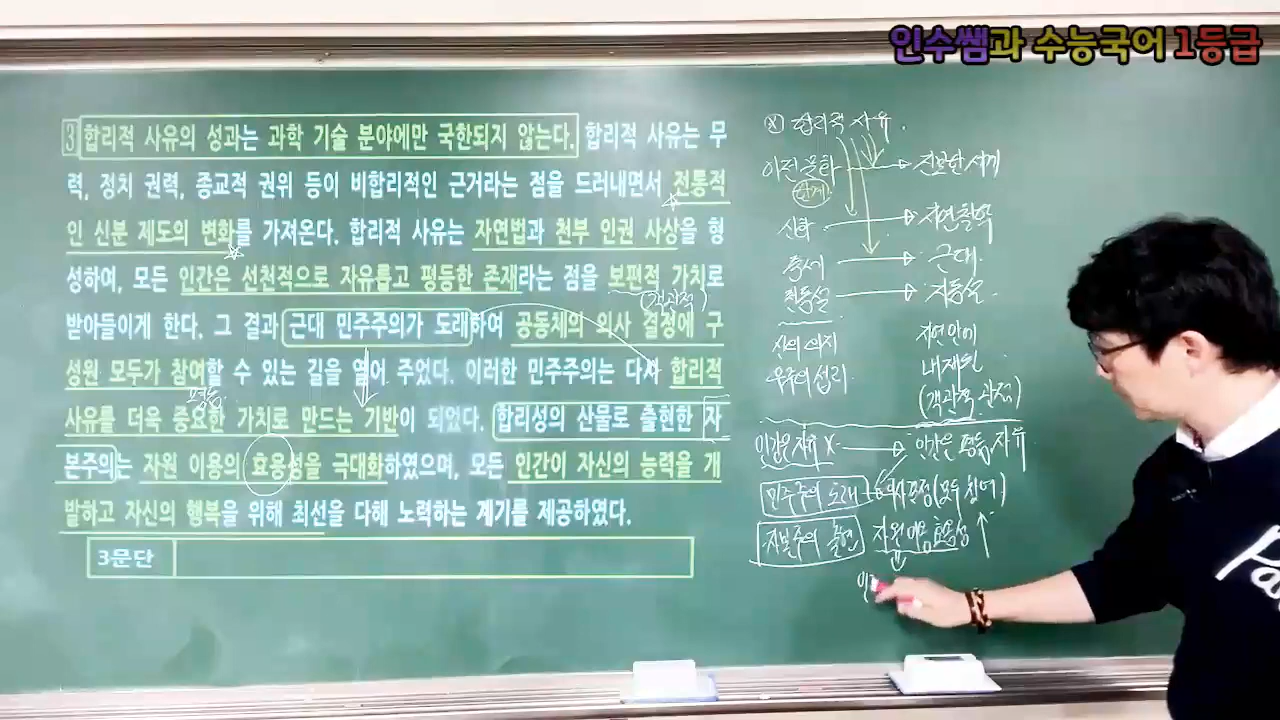 인수쌤과 수능국어 1등급
3 합리적 사유의 성과는 과학 기술 분야에만 국한되지 않는다. 합리적 사유는 무
력, 정치 권력, 종교적 권위 등이 비합리적인 근거라는 점을 드러내면서 전통적
인 신분 제도의 변화를 가져온다. 합리적 사유는 자연법과 천부 인권 사상을 형
성하여, 모든 인간은 선천적으로 자유롭고 평등한 존재라는 점을 보편적 가치로
(객관적)
받아들이게 한다. 그 결과 근대 민주주의가 도래하여 공동체의 의사 결정에 구
성원 모두가 참여할 수 있는 길을 열어 주었다. 이러한 민주주의는 다시 합리적
사유를 더욱 중요한 가치로 만드는 기반이 되었다. 합리성의 산물로 출현한 자
본주의는 자원 이용의 효용성을 극대화하였으며, 모든 인간이 자신의 능력을 개
발하고 자신의 행복을 위해 최선을 다해 노력하는 계기를 제공하였다.
3문단
합리적 사유.
이전문화 → 진보한 세계
단계
신화 → 자연철학
중세 → 근대
천동설 → 지동설
신의 의지
우주의 섭리
자연 안에
내재된
(객관적 관계)
인간은 자유 X → 인간은 평등, 자유
민주주의 도래 → 의사결정(모두 참여)
자본주의 출현 자원 이용 효용성 ↑